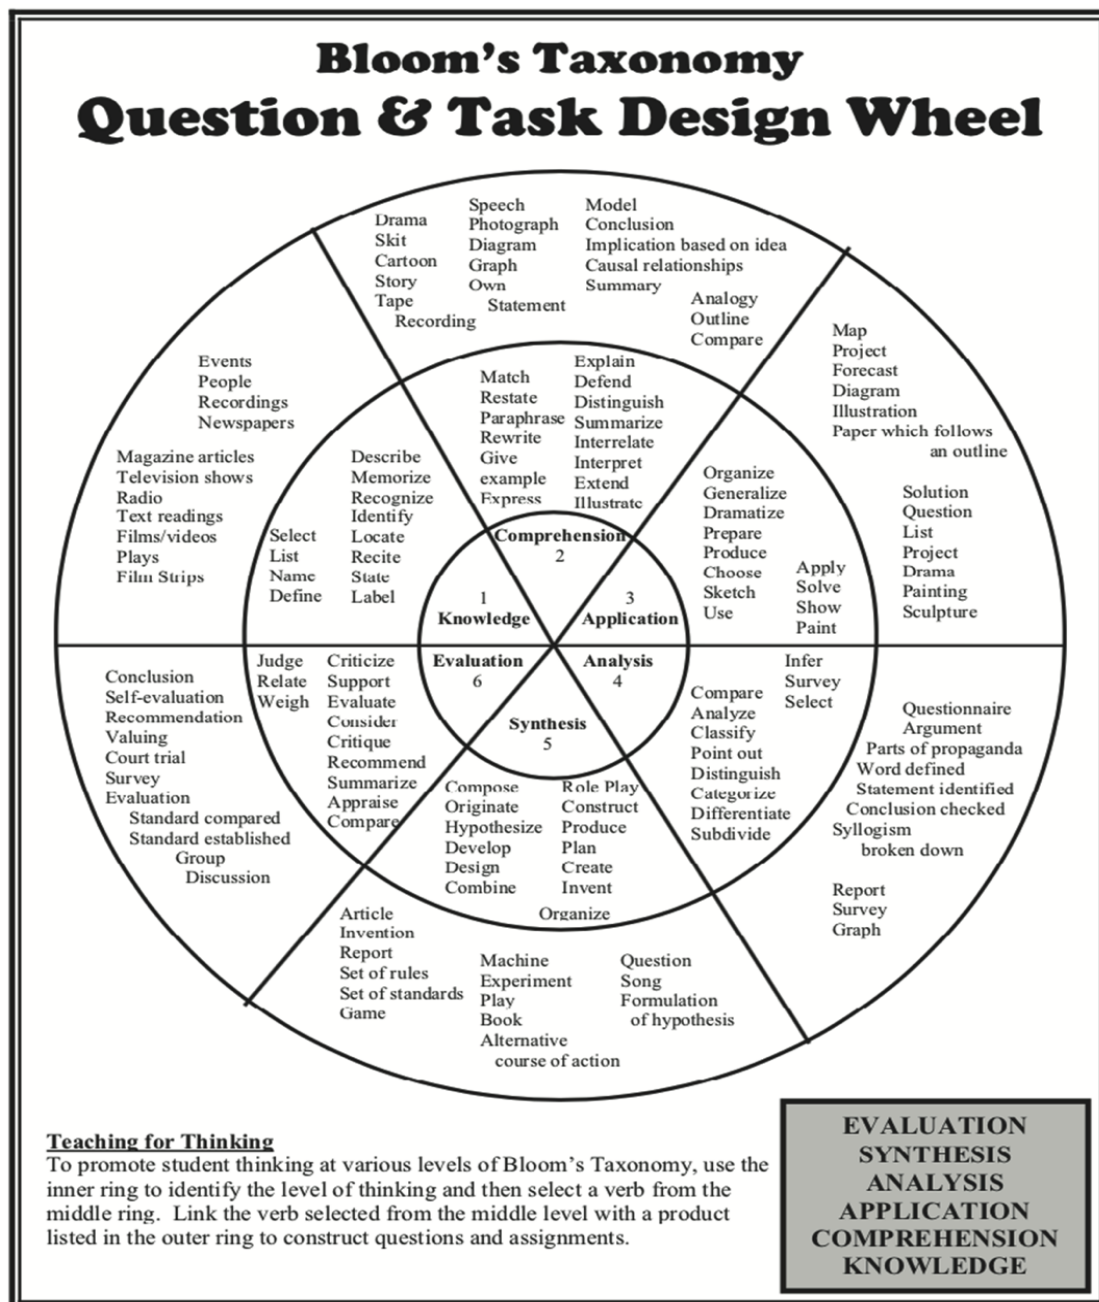 Bloom's Taxonomy
Question & Task Design Wheel
Drama
Skit
Cartoon
Story
Tape
Recording
Speech
Photograph
Diagram
Graph
Own
Statement
Model
Conclusion
Implication based on idea
Causal relationships
Summary
Analogy
Outline
Compare
Events
People
Recordings
Newspapers
Magazine articles
Television shows
Radio
Text readings
Films/videos
Plays
Film Strips
Match
Restate
Paraphrase
Rewrite
Give
example
Express
Explain
Defend
Distinguish
Summarize
Interrelate
Interpret
Extend
Illustrate
Map
Project
Forecast
Diagram
Illustration
Paper which follows
an outline
Solution
Question
List
Project
Drama
Painting
Sculpture
Select
List
Name
Define
Describe
Memorize
Recognize
Identify
Locate
Recite
State
Label
Organize
Generalize
Dramatize
Prepare
Produce
Choose
Sketch
Use
Apply
Solve
Show
Paint
Comprehension
2
1
Knowledge
3
Application
Evaluation
6
Analysis
4
Synthesis
5
Conclusion
Self-evaluation
Recommendation
Valuing
Court trial
Survey
Evaluation
Standard compared
Standard established
Group
Discussion
Judge
Relate
Weigh
Criticize
Support
Evaluate
Consider
Critique
Recommend
Summarize
Appraise
Compare
Compose
Originate
Hypothesize
Develop
Design
Combine
Role Play
Construct
Produce
Plan
Create
Invent
Organize
Compare
Analyze
Classify
Point out
Distinguish
Categorize
Differentiate
Subdivide
Infer
Survey
Select
Questionnaire
Argument
Parts of propaganda
Word defined
Statement identified
Conclusion checked
Syllogism
broken down
Report
Survey
Graph
Article
Invention
Report
Set of rules
Set of standards
Game
Machine
Experiment
Play
Book
Alternative
course of action
Question
Song
Formulation
of hypothesis
Teaching for Thinking
To promote student thinking at various levels of Bloom's Taxonomy, use the
inner ring to identify the level of thinking and then select a verb from the
middle ring.  Link the verb selected from the middle level with a product
listed in the outer ring to construct questions and assignments.
EVALUATION
SYNTHESIS
ANALYSIS
APPLICATION
COMPREHENSION
KNOWLEDGE